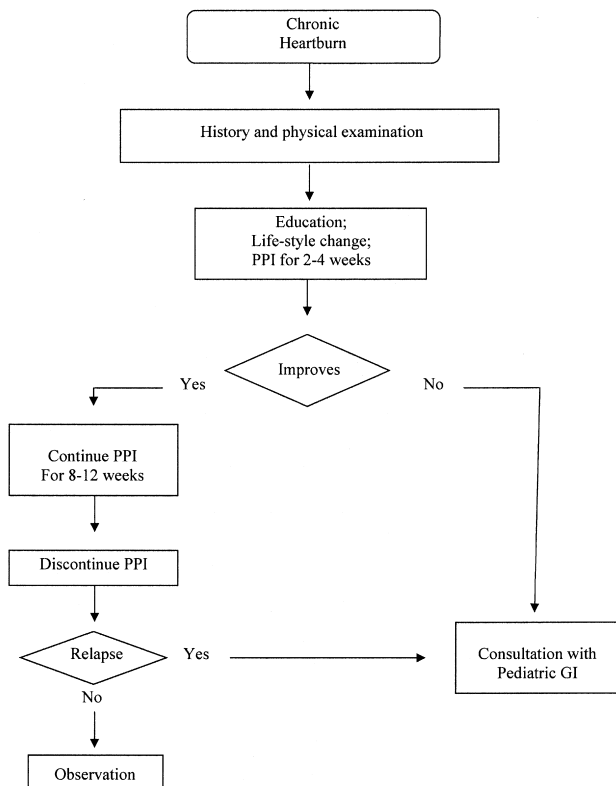 Chronic
Heartburn
History and physical examination
Education;
Life-style change;
PPI for 2-4 weeks
Improves
Yes
No
Continue PPI
For 8-12 weeks
Discontinue PPI
Relapse
Yes
Consultation with
Pediatric GI
No
Observation